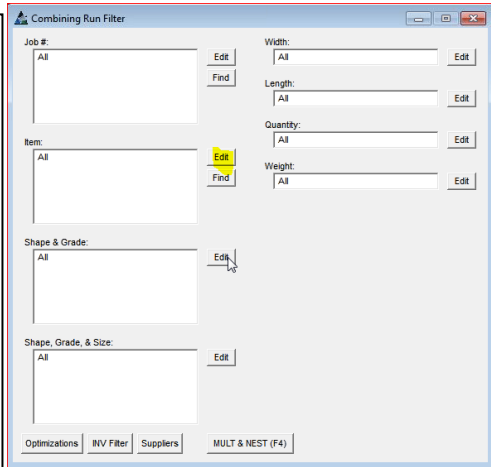 Combining Run Filter
Job #:
All
Edit
Find
Item:
All
Edit
Find
Shape & Grade:
All
Edit
Shape, Grade, & Size:
All
Edit
Width:
All
Edit
Length:
All
Edit
Quantity:
All
Edit
Weight:
All
Edit
Optimizations
INV Filter
Suppliers
MULT & NEST (F4)